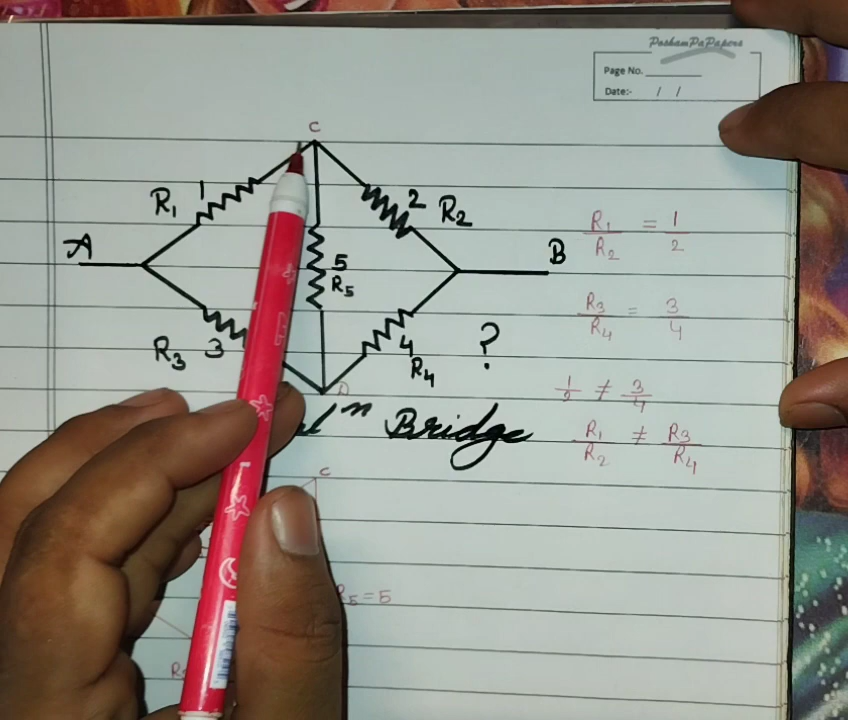 PoshamPaPapers
Page No.
Date:- / /
C
R₁ 1
2 R₂
A
B
5
R₅
R₃ 3
4
R₄
?
D
Bridge
R₁/R₂ = 1/2
R₃/R₄ = 3/4
1/2 ≠ 3/4
R₁/R₂ ≠ R₃/R₄
C
R₅ = 5